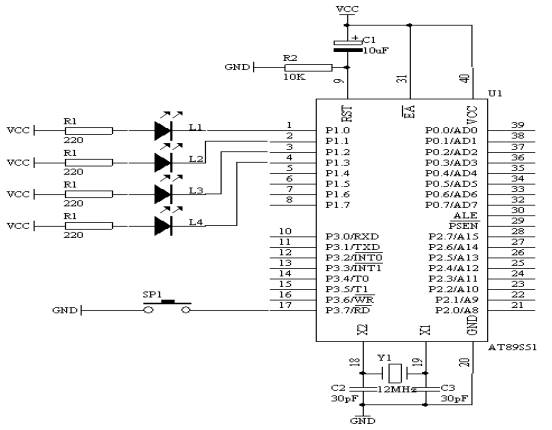 VCC
C1
10uF
R2
GND
10K
9
31
40
U1
RST
EA
VCC
VCC
R1
220
L1
VCC
R1
220
L2
VCC
R1
220
L3
VCC
R1
220
L4
1 P1.0
2 P1.1
3 P1.2
4 P1.3
5 P1.4
6 P1.5
7 P1.6
8 P1.7
10 P3.0/RXD
11 P3.1/TXD
12 P3.2/INT0
13 P3.3/INT1
14 P3.4/T0
15 P3.5/T1
16 P3.6/WR
17 P3.7/RD
P0.0/AD0 39
P0.1/AD1 38
P0.2/AD2 37
P0.3/AD3 36
P0.4/AD4 35
P0.5/AD5 34
P0.6/AD6 33
P0.7/AD7 32
ALE 30
PSEN 29
P2.7/A15 28
P2.6/A14 27
P2.5/A13 26
P2.4/A12 25
P2.3/A11 24
P2.2/A10 23
P2.1/A9 22
P2.0/A8 21
SP1
GND
X2
X1
GND
AT89S51
18
Y1
19
20
12MHz
C2
30pF
C3
30pF
GND